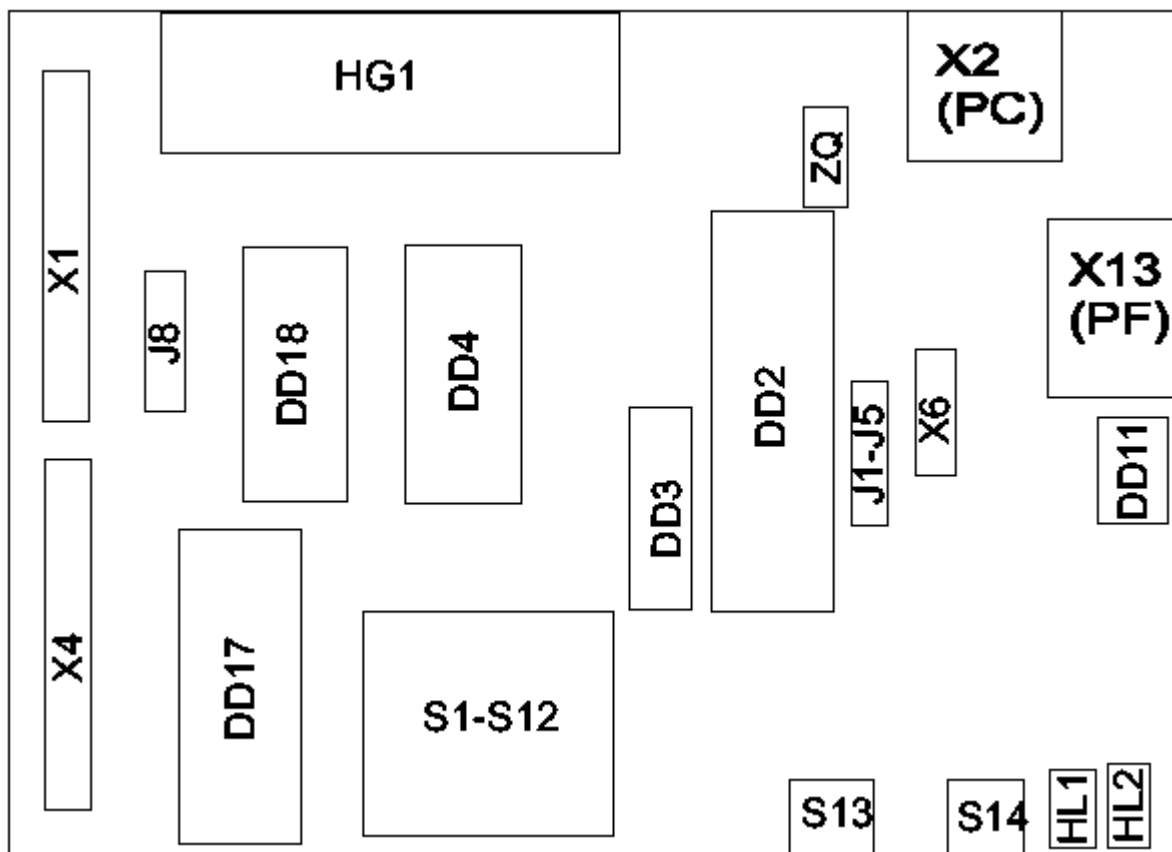 HG1
X2
(PC)
ZQ
X1
X13
(PF)
J8
DD18
DD4
DD2
J1-J5
X6
DD11
DD3
X4
DD17
S1-S12
S13
S14
HL1
HL2